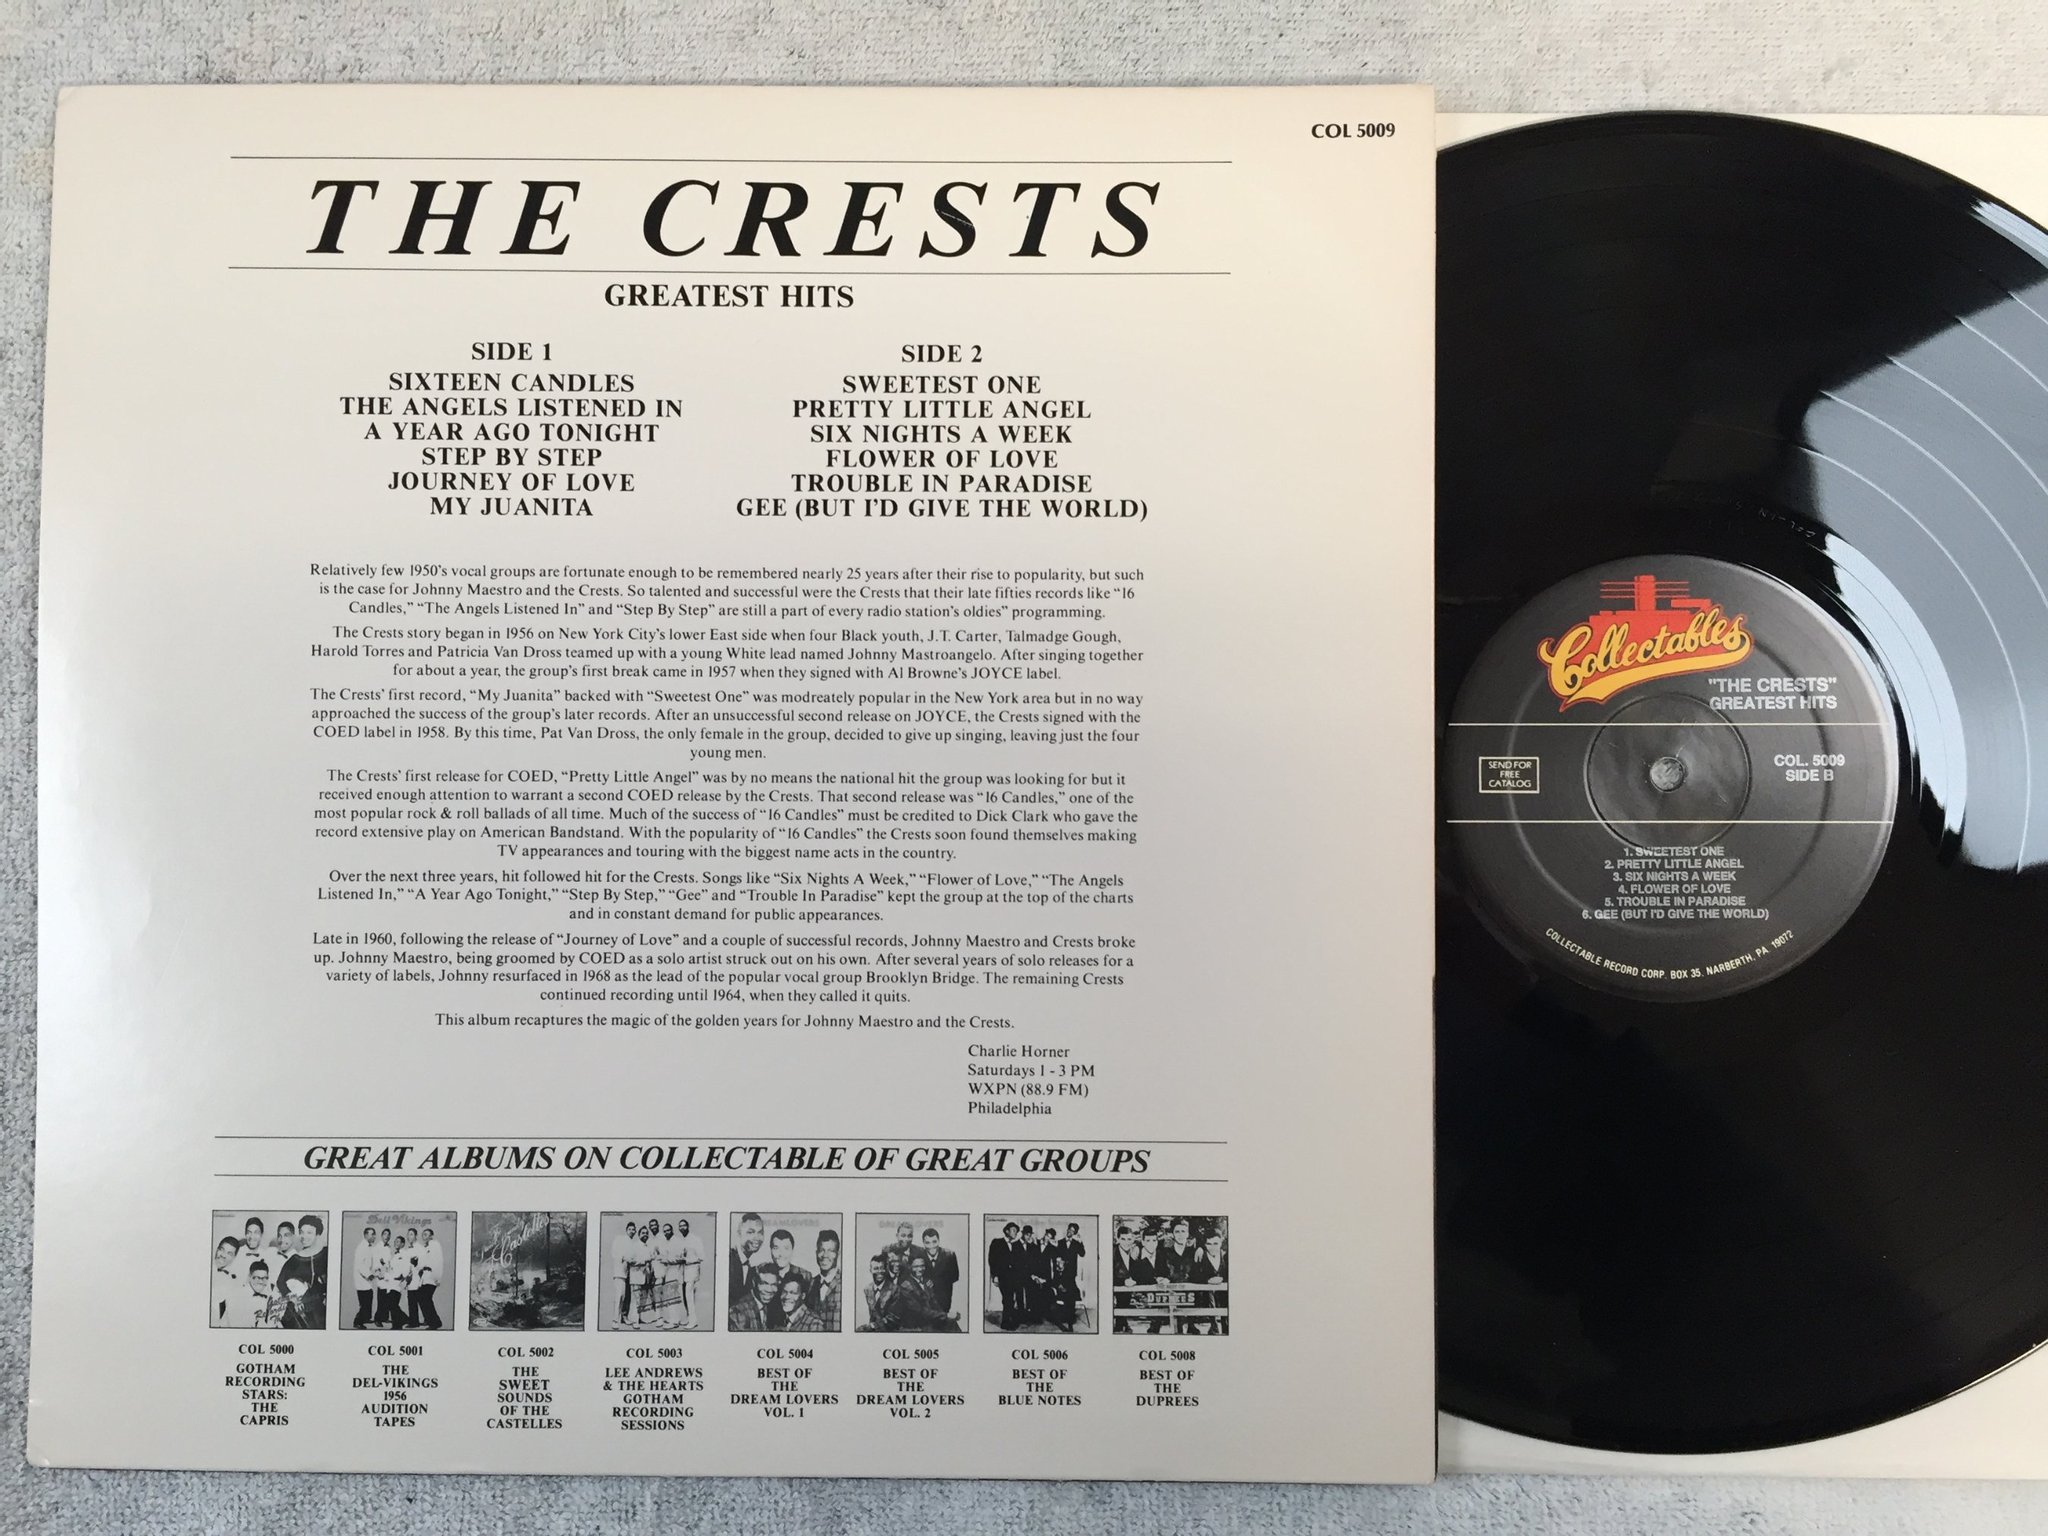 COL 5009
THE CRESTS
GREATEST HITS
SIDE 1
SIXTEEN CANDLES
THE ANGELS LISTENED IN
A YEAR AGO TONIGHT
STEP BY STEP
JOURNEY OF LOVE
MY JUANITA
SIDE 2
SWEETEST ONE
PRETTY LITTLE ANGEL
SIX NIGHTS A WEEK
FLOWER OF LOVE
TROUBLE IN PARADISE
GEE (BUT I'D GIVE THE WORLD)
Relatively few 1950's vocal groups are fortunate enough to be remembered nearly 25 years after their rise to popularity, but such
is the case for Johnny Maestro and the Crests. So talented and successful were the Crests that their late fifties records like "16
Candles," "The Angels Listened In" and "Step By Step" are still a part of every radio station's oldies" programming.
The Crests story began in 1956 on New York City's lower East side when four Black youth, J.T. Carter, Talmadge Gough,
Harold Torres and Patricia Van Dross teamed up with a young White lead named Johnny Mastroangelo. After singing together
for about a year, the group's first break came in 1957 when they signed with Al Browne's JOYCE label.
The Crests' first record, "My Juanita" backed with "Sweetest One" was modreately popular in the New York area but in no way
approached the success of the group's later records. After an unsuccessful second release on JOYCE, the Crests signed with the
COED label in 1958. By this time, Pat Van Dross, the only female in the group, decided to give up singing, leaving just the four
young men.
The Crests' first release for COED, "Pretty Little Angel" was by no means the national hit the group was looking for but it
received enough attention to warrant a second COED release by the Crests. That second release was "16 Candles," one of the
most popular rock & roll ballads of all time. Much of the success of "16 Candles" must be credited to Dick Clark who gave the
record extensive play on American Bandstand. With the popularity of "16 Candles" the Crests soon found themselves making
TV appearances and touring with the biggest name acts in the country.
Over the next three years, hit followed hit for the Crests. Songs like "Six Nights A Week," "Flower of Love," "The Angels
Listened In," "A Year Ago Tonight," "Step By Step," "Gee" and "Trouble In Paradise" kept the group at the top of the charts
and in constant demand for public appearances.
Late in 1960, following the release of "Journey of Love" and a couple of successful records, Johnny Maestro and Crests broke
up. Johnny Maestro, being groomed by COED as a solo artist struck out on his own. After several years of solo releases for a
variety of labels, Johnny resurfaced in 1968 as the lead of the popular vocal group Brooklyn Bridge. The remaining Crests
continued recording until 1964, when they called it quits.
This album recaptures the magic of the golden years for Johnny Maestro and the Crests.
Charlie Horner
Saturdays 1 - 3 PM
WXPN (88.9 FM)
Philadelphia
GREAT ALBUMS ON COLLECTABLE OF GREAT GROUPS
Dell Vikings
The Castelles
DREAMLOVERS
DREAMLOVERS
THE BEST OF
DUPREES
COL 5000
GOTHAM
RECORDING
STARS:
THE
CAPRIS
COL 5001
THE
DEL-VIKINGS
1956
AUDITION
TAPES
COL 5002
THE
SWEET
SOUNDS
OF THE
CASTELLES
COL 5003
LEE ANDREWS
& THE HEARTS
GOTHAM
RECORDING
SESSIONS
COL 5004
BEST OF
THE
DREAM LOVERS
VOL. 1
COL 5005
BEST OF
THE
DREAM LOVERS
VOL. 2
COL 5006
BEST OF
THE
BLUE NOTES
COL 5008
BEST OF
THE
DUPREES
Collectables
"THE CRESTS"
GREATEST HITS
SEND FOR
FREE
CATALOG
COL. 5009
SIDE B
1. SWEETEST ONE
2. PRETTY LITTLE ANGEL
3. SIX NIGHTS A WEEK
4. FLOWER OF LOVE
5. TROUBLE IN PARADISE
6. GEE (BUT I'D GIVE THE WORLD)
COLLECTABLE RECORD CORP. BOX 35, NARBERTH, PA 19072